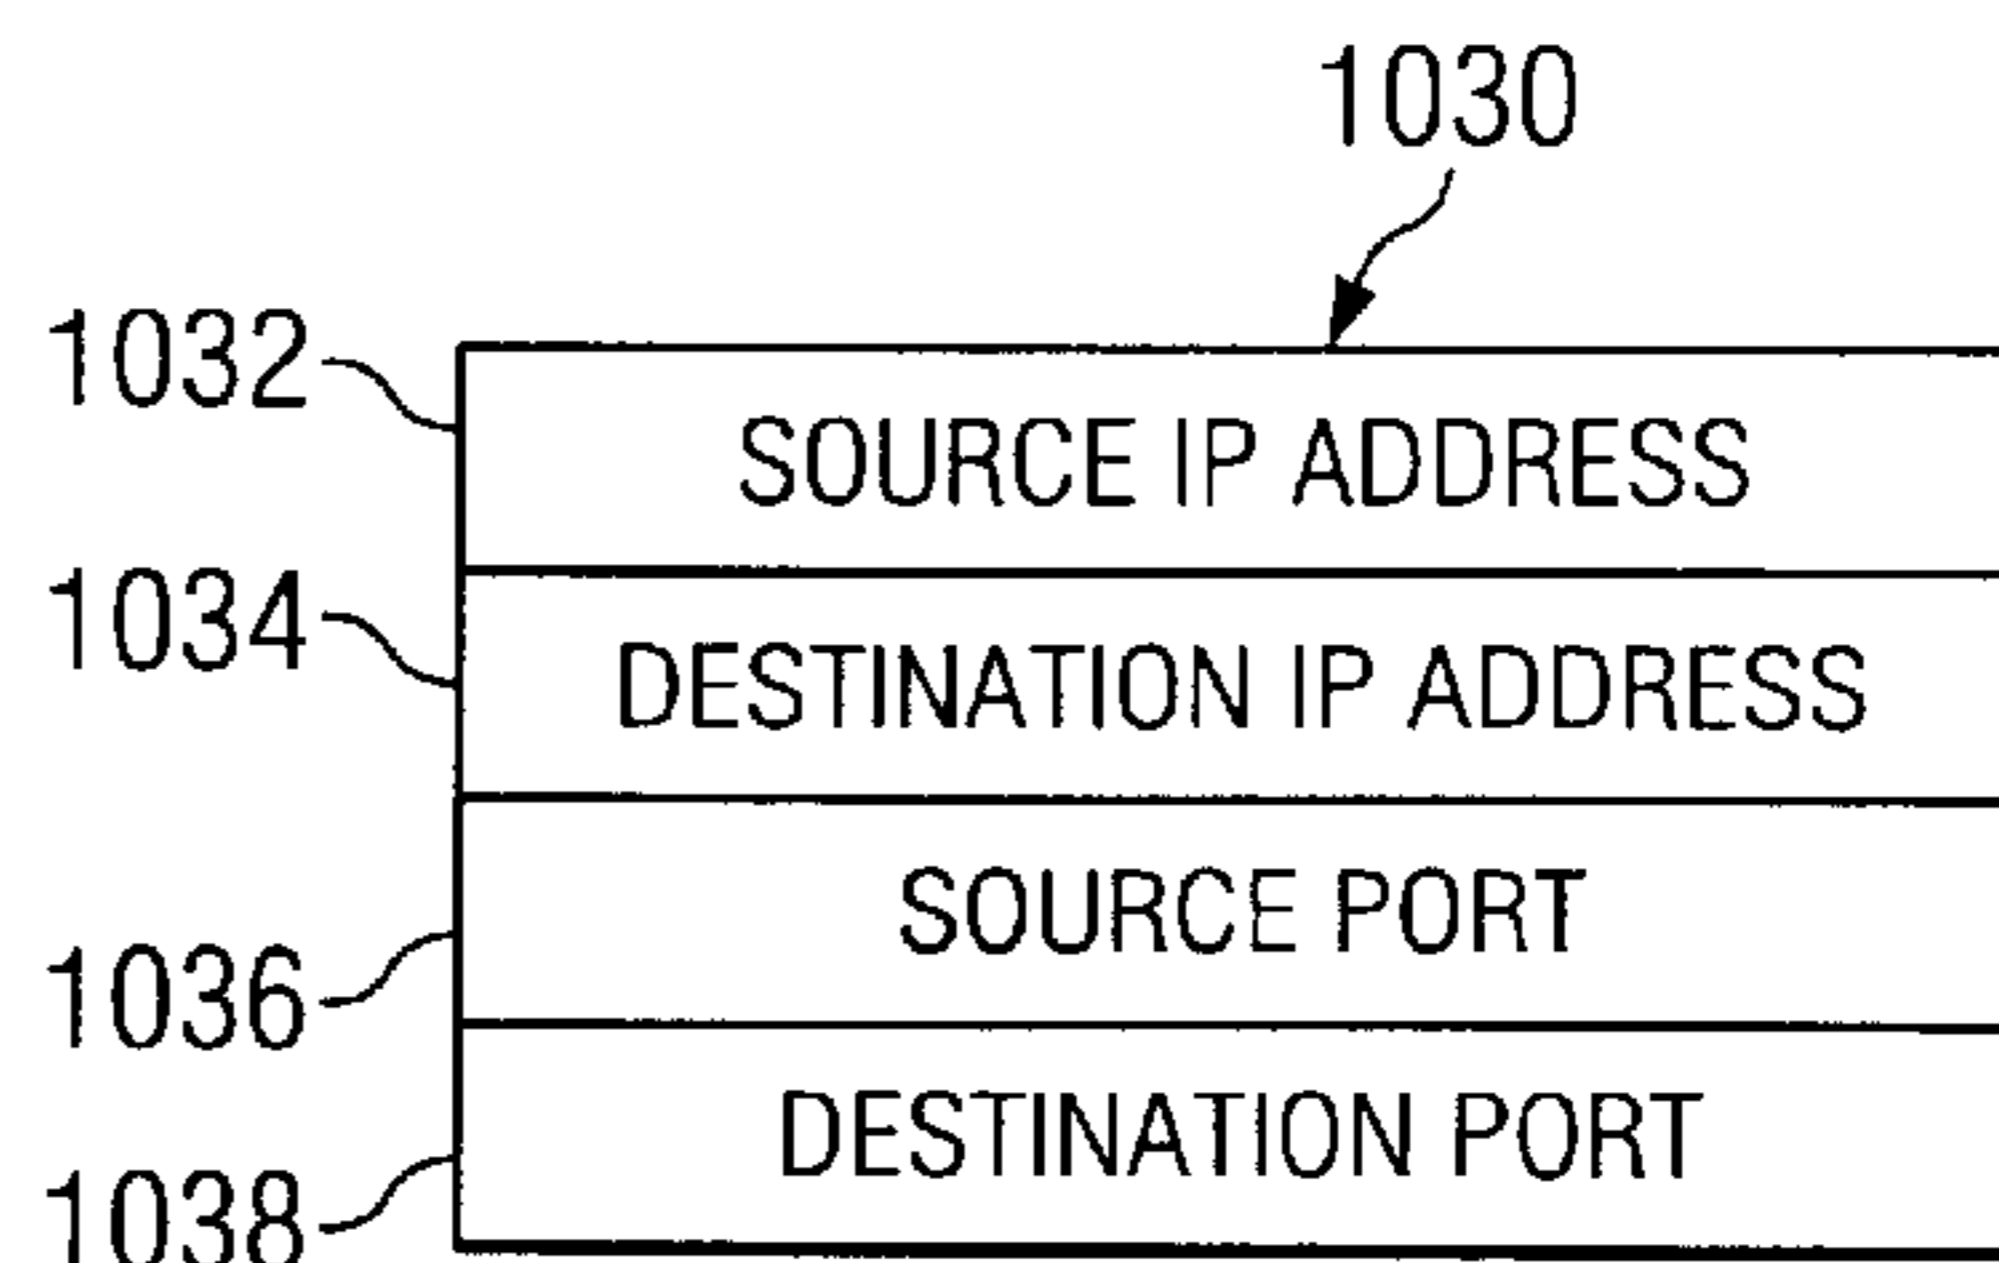 1030
1032
SOURCE IP ADDRESS
1034
DESTINATION IP ADDRESS
SOURCE PORT
1036
DESTINATION PORT
1038